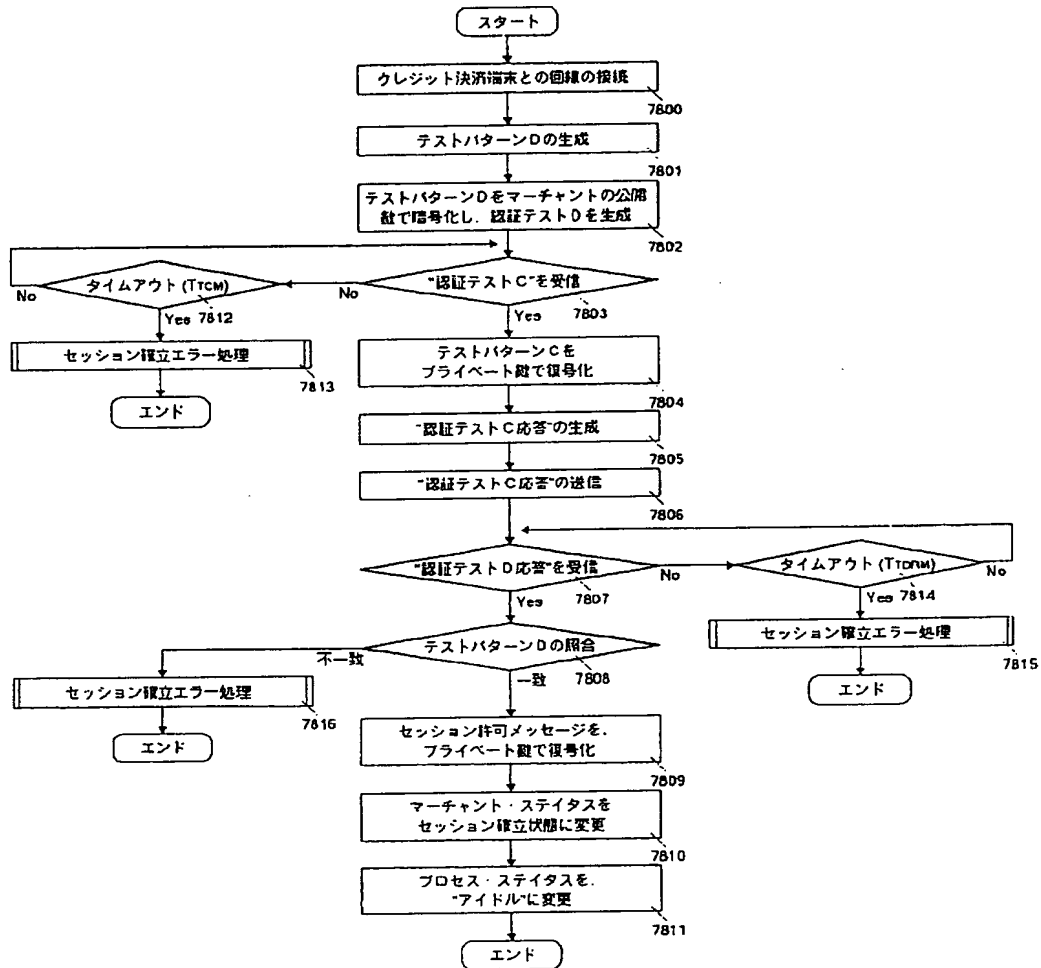 スタート
クレジット決済端末との回線の接続
7800
テストパターンDの生成
7801
テストパターンDをマーチャントの公開
鍵で暗号化し、認証テストDを生成
7802
"認証テストC"を受信
7803
No
Yes
タイムアウト (TTCM)
7812
No
Yes
セッション確立エラー処理
7813
エンド
テストパターンCを
プライベート鍵で復号化
7804
"認証テストC応答"の生成
7805
"認証テストC応答"の送信
7806
"認証テストD応答"を受信
7807
No
Yes
タイムアウト (TTDRM)
7814
No
Yes
セッション確立エラー処理
7815
エンド
テストパターンDの照合
7808
不一致
一致
セッション確立エラー処理
7816
エンド
セッション許可メッセージを、
プライベート鍵で復号化
7809
マーチャント・ステイタスを
セッション確立状態に変更
7810
プロセス・ステイタスを、
"アイドル"に変更
7811
エンド